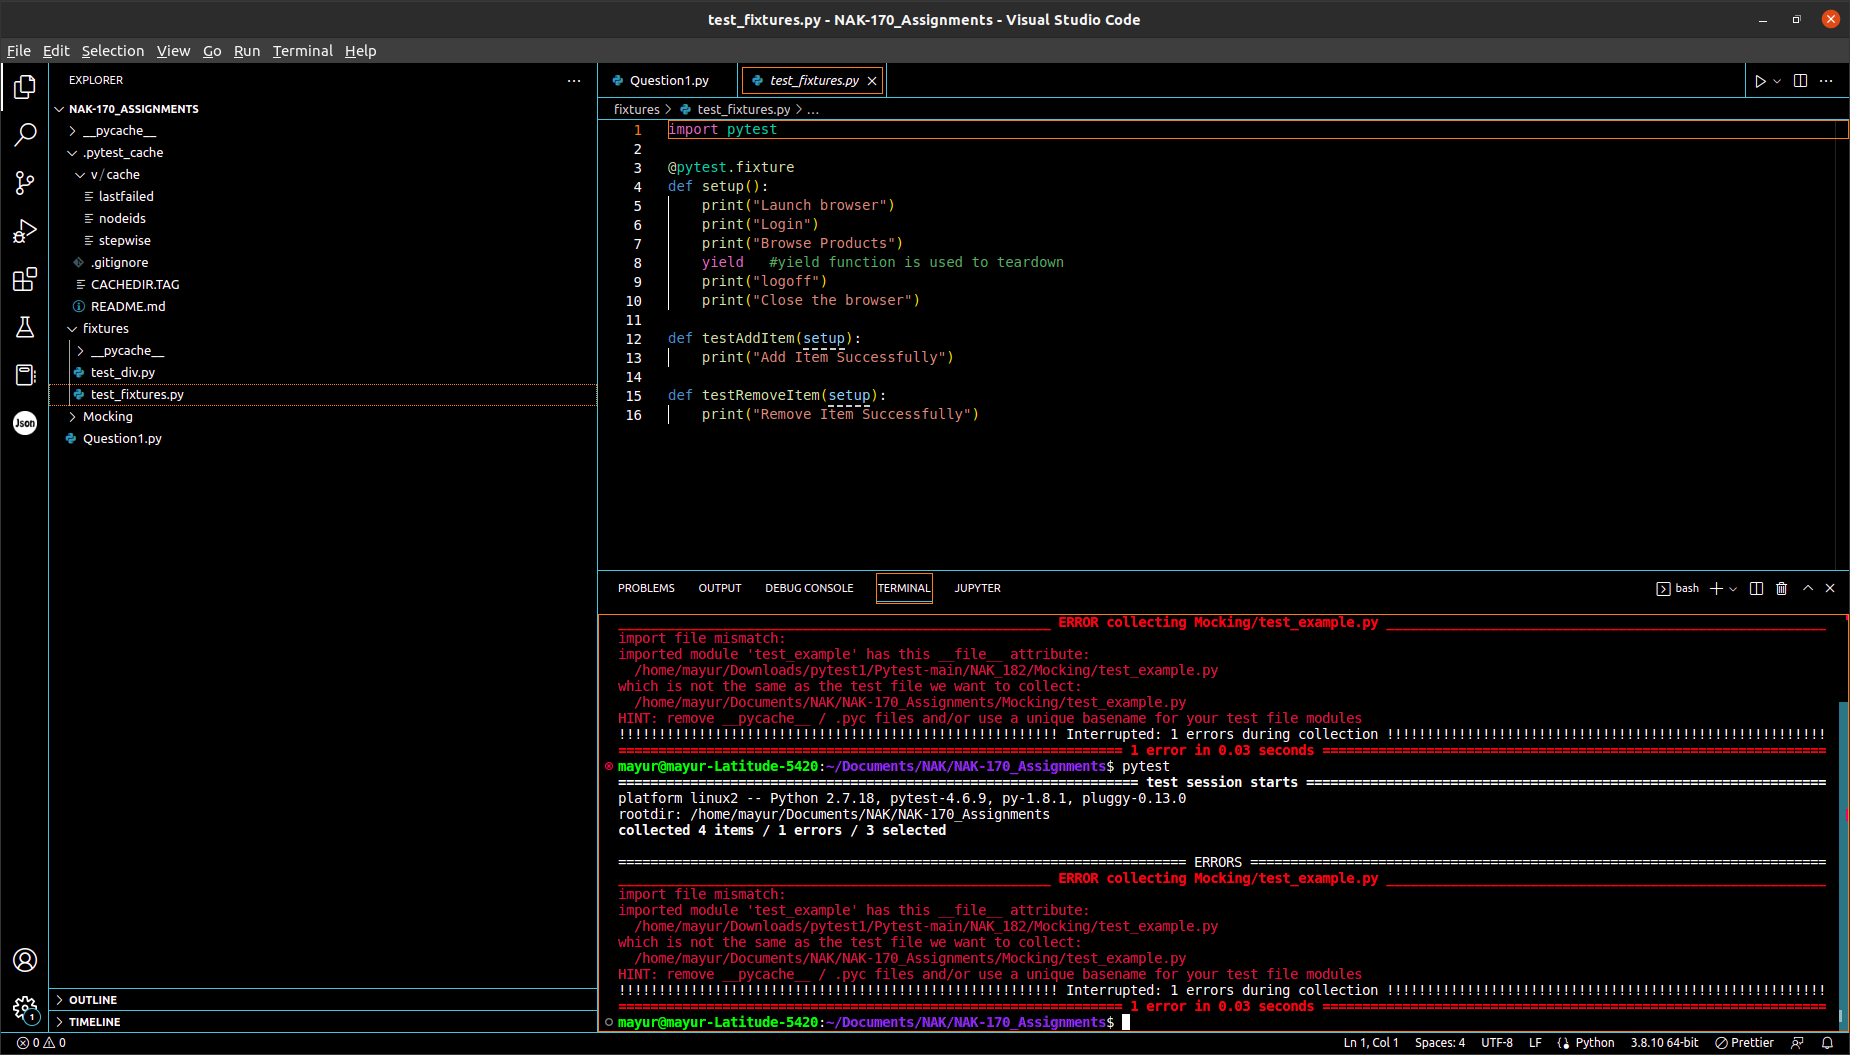 test_fixtures.py - NAK-170_Assignments - Visual Studio Code
File Edit Selection View Go Run Terminal Help
EXPLORER
NAK-170_ASSIGNMENTS
__pycache__
.pytest_cache
v / cache
lastfailed
nodeids
stepwise
.gitignore
CACHEDIR.TAG
README.md
fixtures
__pycache__
test_div.py
test_fixtures.py
Mocking
Question1.py
Json
1
OUTLINE
TIMELINE
Question1.py test_fixtures.py
fixtures > test_fixtures.py > ...
1 import pytest
2
3 @pytest.fixture
4 def setup():
5 print("Launch browser")
6 print("Login")
7 print("Browse Products")
8 yield #yield function is used to teardown
9 print("logoff")
10 print("Close the browser")
11
12 def testAddItem(setup):
13 print("Add Item Successfully")
14
15 def testRemoveItem(setup):
16 print("Remove Item Successfully")
PROBLEMS OUTPUT DEBUG CONSOLE TERMINAL JUPYTER
bash
______________________________________________________ ERROR collecting Mocking/test_example.py _______________________________________________________
import file mismatch:
imported module 'test_example' has this __file__ attribute:
/home/mayur/Downloads/pytest1/Pytest-main/NAK_182/Mocking/test_example.py
which is not the same as the test file we want to collect:
/home/mayur/Documents/NAK/NAK-170_Assignments/Mocking/test_example.py
HINT: remove __pycache__ / .pyc files and/or use a unique basename for your test file modules
!!!!!!!!!!!!!!!!!!!!!!!!!!!!!!!!!!!!!!!!!!!!!!!!!!!!!!! Interrupted: 1 errors during collection !!!!!!!!!!!!!!!!!!!!!!!!!!!!!!!!!!!!!!!!!!!!!!!!!!!!!!!
=============================================================== 1 error in 0.03 seconds ===============================================================
mayur@mayur-Latitude-5420:~/Documents/NAK/NAK-170_Assignments$ pytest
================================================================= test session starts =================================================================
platform linux2 -- Python 2.7.18, pytest-4.6.9, py-1.8.1, pluggy-0.13.0
rootdir: /home/mayur/Documents/NAK/NAK-170_Assignments
collected 4 items / 1 errors / 3 selected
======================================================================= ERRORS ========================================================================
______________________________________________________ ERROR collecting Mocking/test_example.py _______________________________________________________
import file mismatch:
imported module 'test_example' has this __file__ attribute:
/home/mayur/Downloads/pytest1/Pytest-main/NAK_182/Mocking/test_example.py
which is not the same as the test file we want to collect:
/home/mayur/Documents/NAK/NAK-170_Assignments/Mocking/test_example.py
HINT: remove __pycache__ / .pyc files and/or use a unique basename for your test file modules
!!!!!!!!!!!!!!!!!!!!!!!!!!!!!!!!!!!!!!!!!!!!!!!!!!!!!!! Interrupted: 1 errors during collection !!!!!!!!!!!!!!!!!!!!!!!!!!!!!!!!!!!!!!!!!!!!!!!!!!!!!!!
=============================================================== 1 error in 0.03 seconds ===============================================================
mayur@mayur-Latitude-5420:~/Documents/NAK/NAK-170_Assignments$
0 0 Ln 1, Col 1 Spaces: 4 UTF-8 LF Python 3.8.10 64-bit Prettier